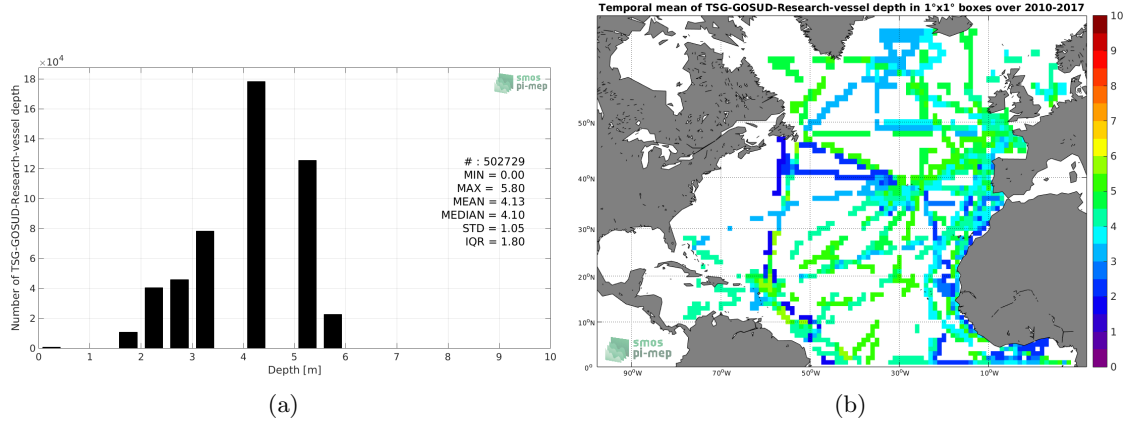 ×10⁴
18
16
14
12
10
8
6
4
2
0
Number of TSG-GOSUD-Research-vessel depth
smos
pi-mep
# : 502729
MIN = 0.00
MAX = 5.80
MEAN = 4.13
MEDIAN = 4.10
STD = 1.05
IQR = 1.80
0 1 2 3 4 5 6 7 8 9 10
Depth [m]
(a)
Temporal mean of TSG-GOSUD-Research-vessel depth in 1°x1° boxes over 2010-2017
50°N
40°N
30°N
20°N
10°N
0°
90°W 70°W 50°W 30°W 10°W
smos
pi-mep
10
9
8
7
6
5
4
3
2
1
0
(b)